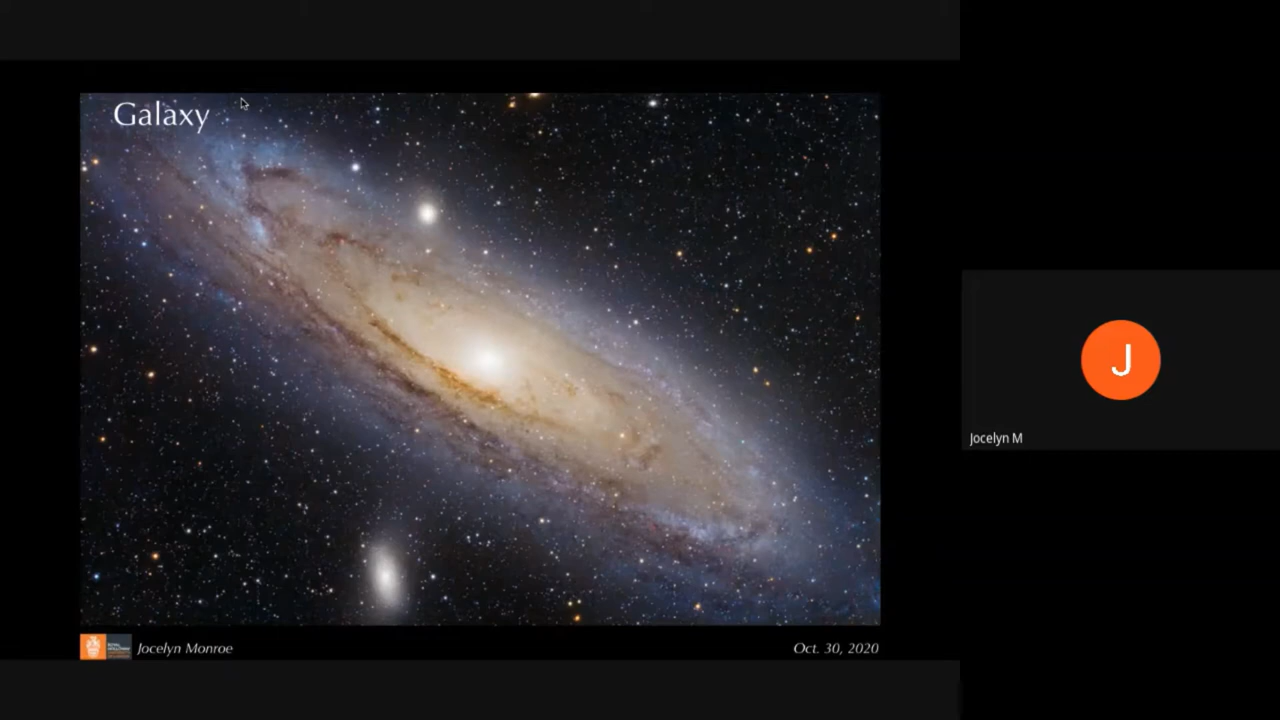 Galaxy
J
Jocelyn M
Jocelyn Monroe
Oct. 30, 2020